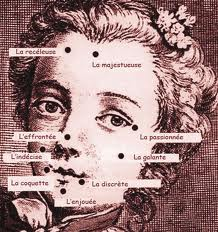 La recéleuse
La majestueuse
L'effrontée
La passionnée
L'indécise
La galante
La coquette
La discrète
L'enjouée